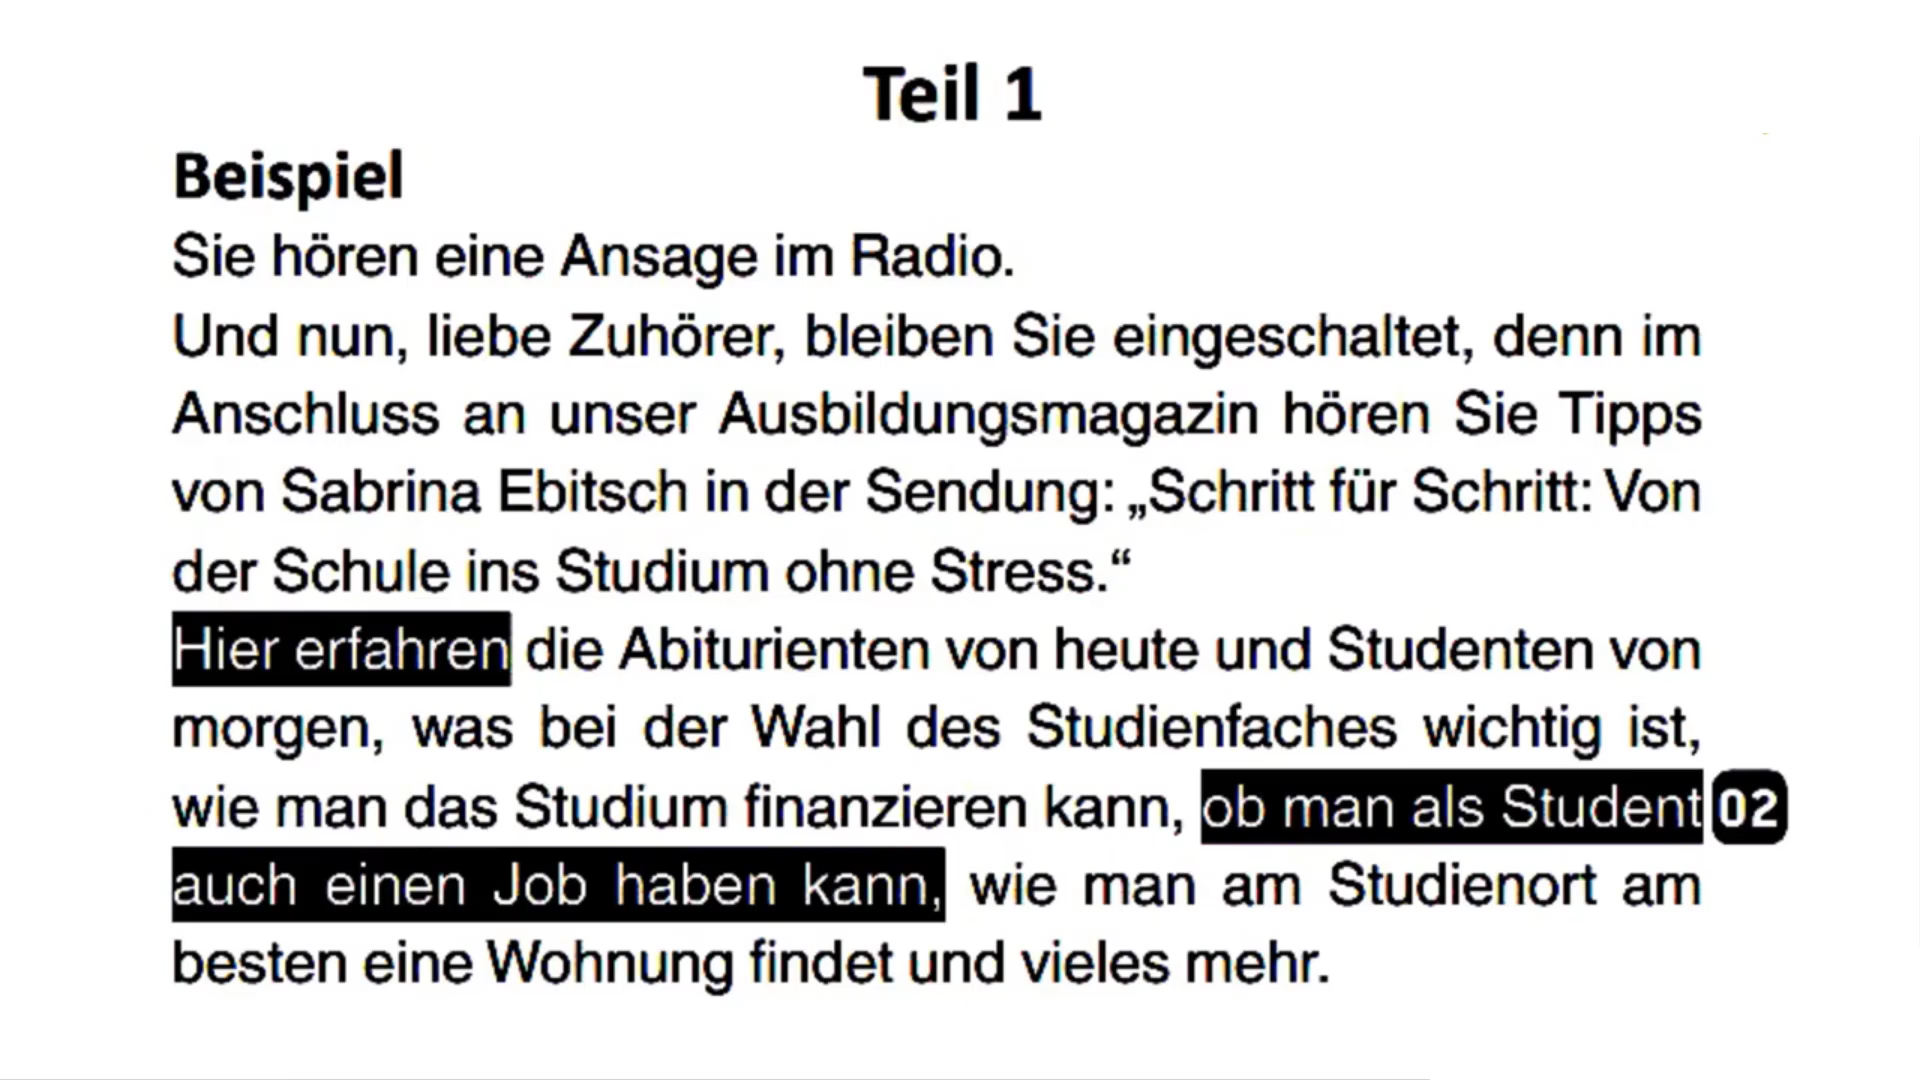 Teil 1
Beispiel
Sie hören eine Ansage im Radio.
Und nun, liebe Zuhörer, bleiben Sie eingeschaltet, denn im
Anschluss an unser Ausbildungsmagazin hören Sie Tipps
von Sabrina Ebitsch in der Sendung: „Schritt für Schritt: Von
der Schule ins Studium ohne Stress.“
Hier erfahren die Abiturienten von heute und Studenten von
morgen, was bei der Wahl des Studienfaches wichtig ist,
wie man das Studium finanzieren kann, ob man als Student 02
auch einen Job haben kann, wie man am Studienort am
besten eine Wohnung findet und vieles mehr.